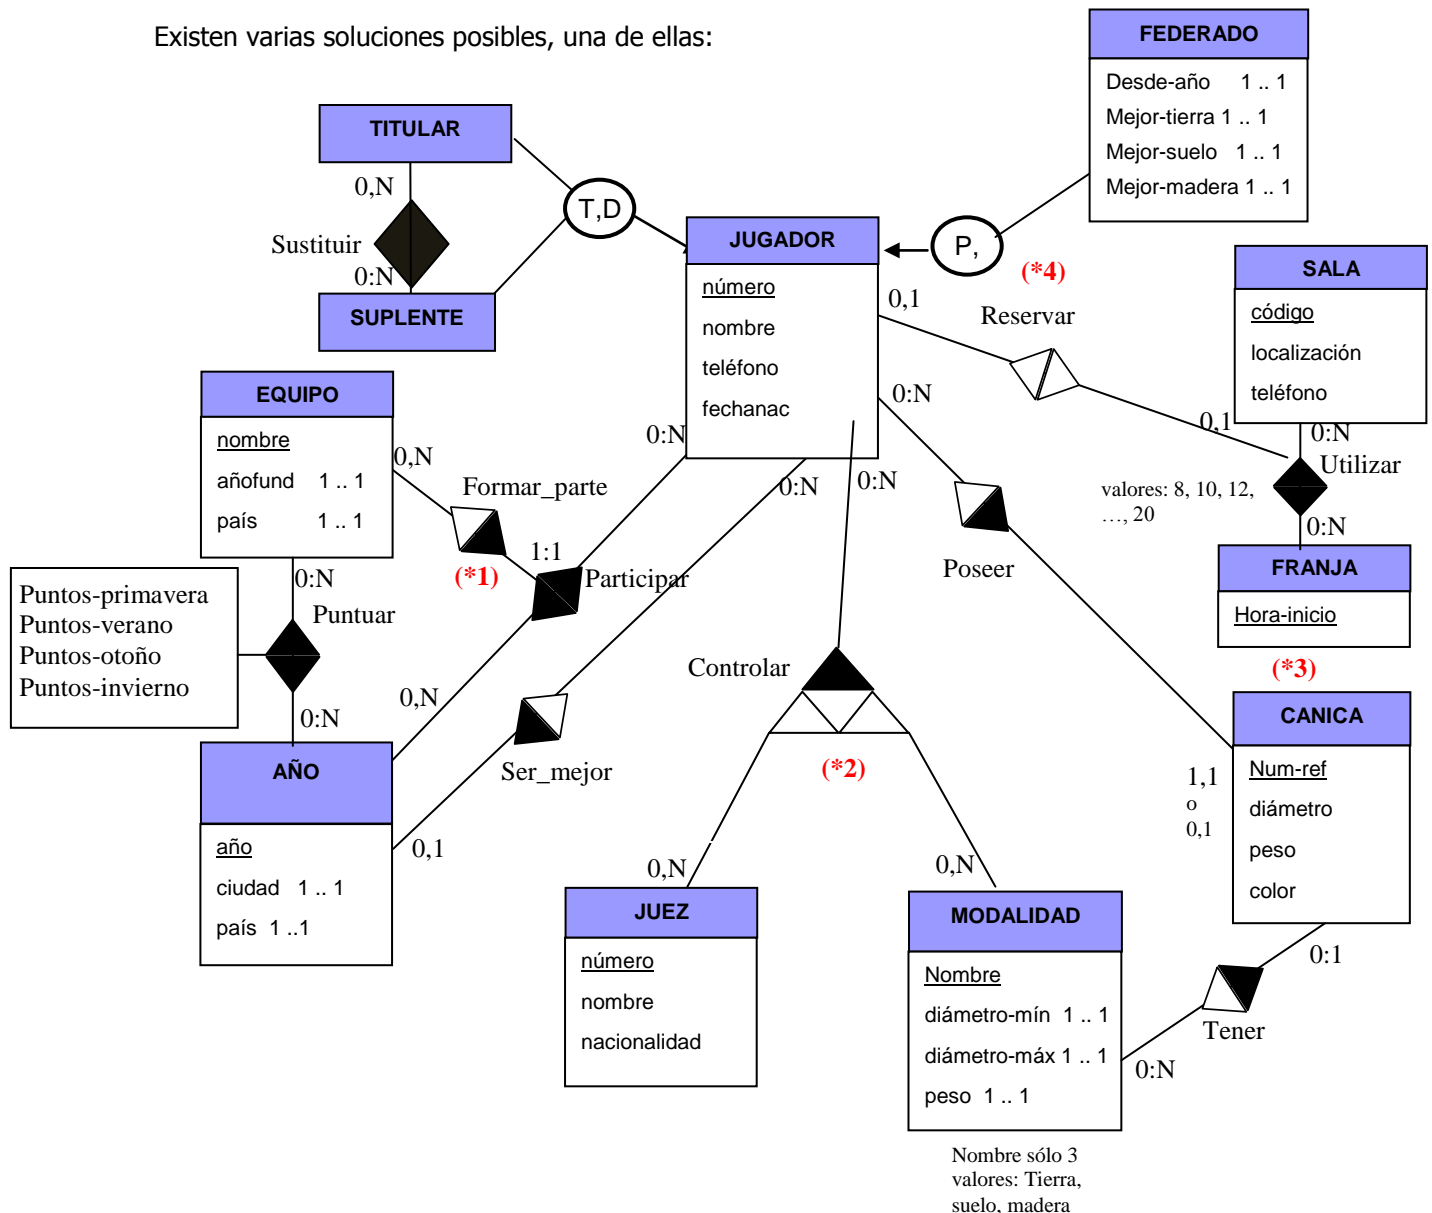 Existen varias soluciones posibles, una de ellas:
FEDERADO
Desde-año 1 .. 1
Mejor-tierra 1 .. 1
Mejor-suelo 1 .. 1
Mejor-madera 1 .. 1
TITULAR
0,N
Sustituir
0:N
SUPLENTE
T,D
P,
(*4)
JUGADOR
número
nombre
teléfono
fechanac
0,1
Reservar
0,1
SALA
código
localización
teléfono
0:N
Utilizar
valores: 8, 10, 12,
…, 20
0:N
FRANJA
Hora-inicio
(*3)
EQUIPO
nombre
añofund 1 .. 1
país 1 .. 1
0,N
Formar_parte
(*1)
1:1
Participar
0:N
0:N
0:N
0:N
Poseer
0:N
Puntuar
Puntos-primavera
Puntos-verano
Puntos-otoño
Puntos-invierno
0:N
0,N
Controlar
(*2)
Ser_mejor
0,1
AÑO
año
ciudad 1 .. 1
país 1 ..1
CANICA
Num-ref
diámetro
peso
color
1,1
o
0,1
0,N
0,N
JUEZ
número
nombre
nacionalidad
MODALIDAD
Nombre
diámetro-mín 1 .. 1
diámetro-máx 1 .. 1
peso 1 .. 1
0:1
Tener
0:N
Nombre sólo 3
valores: Tierra,
suelo, madera